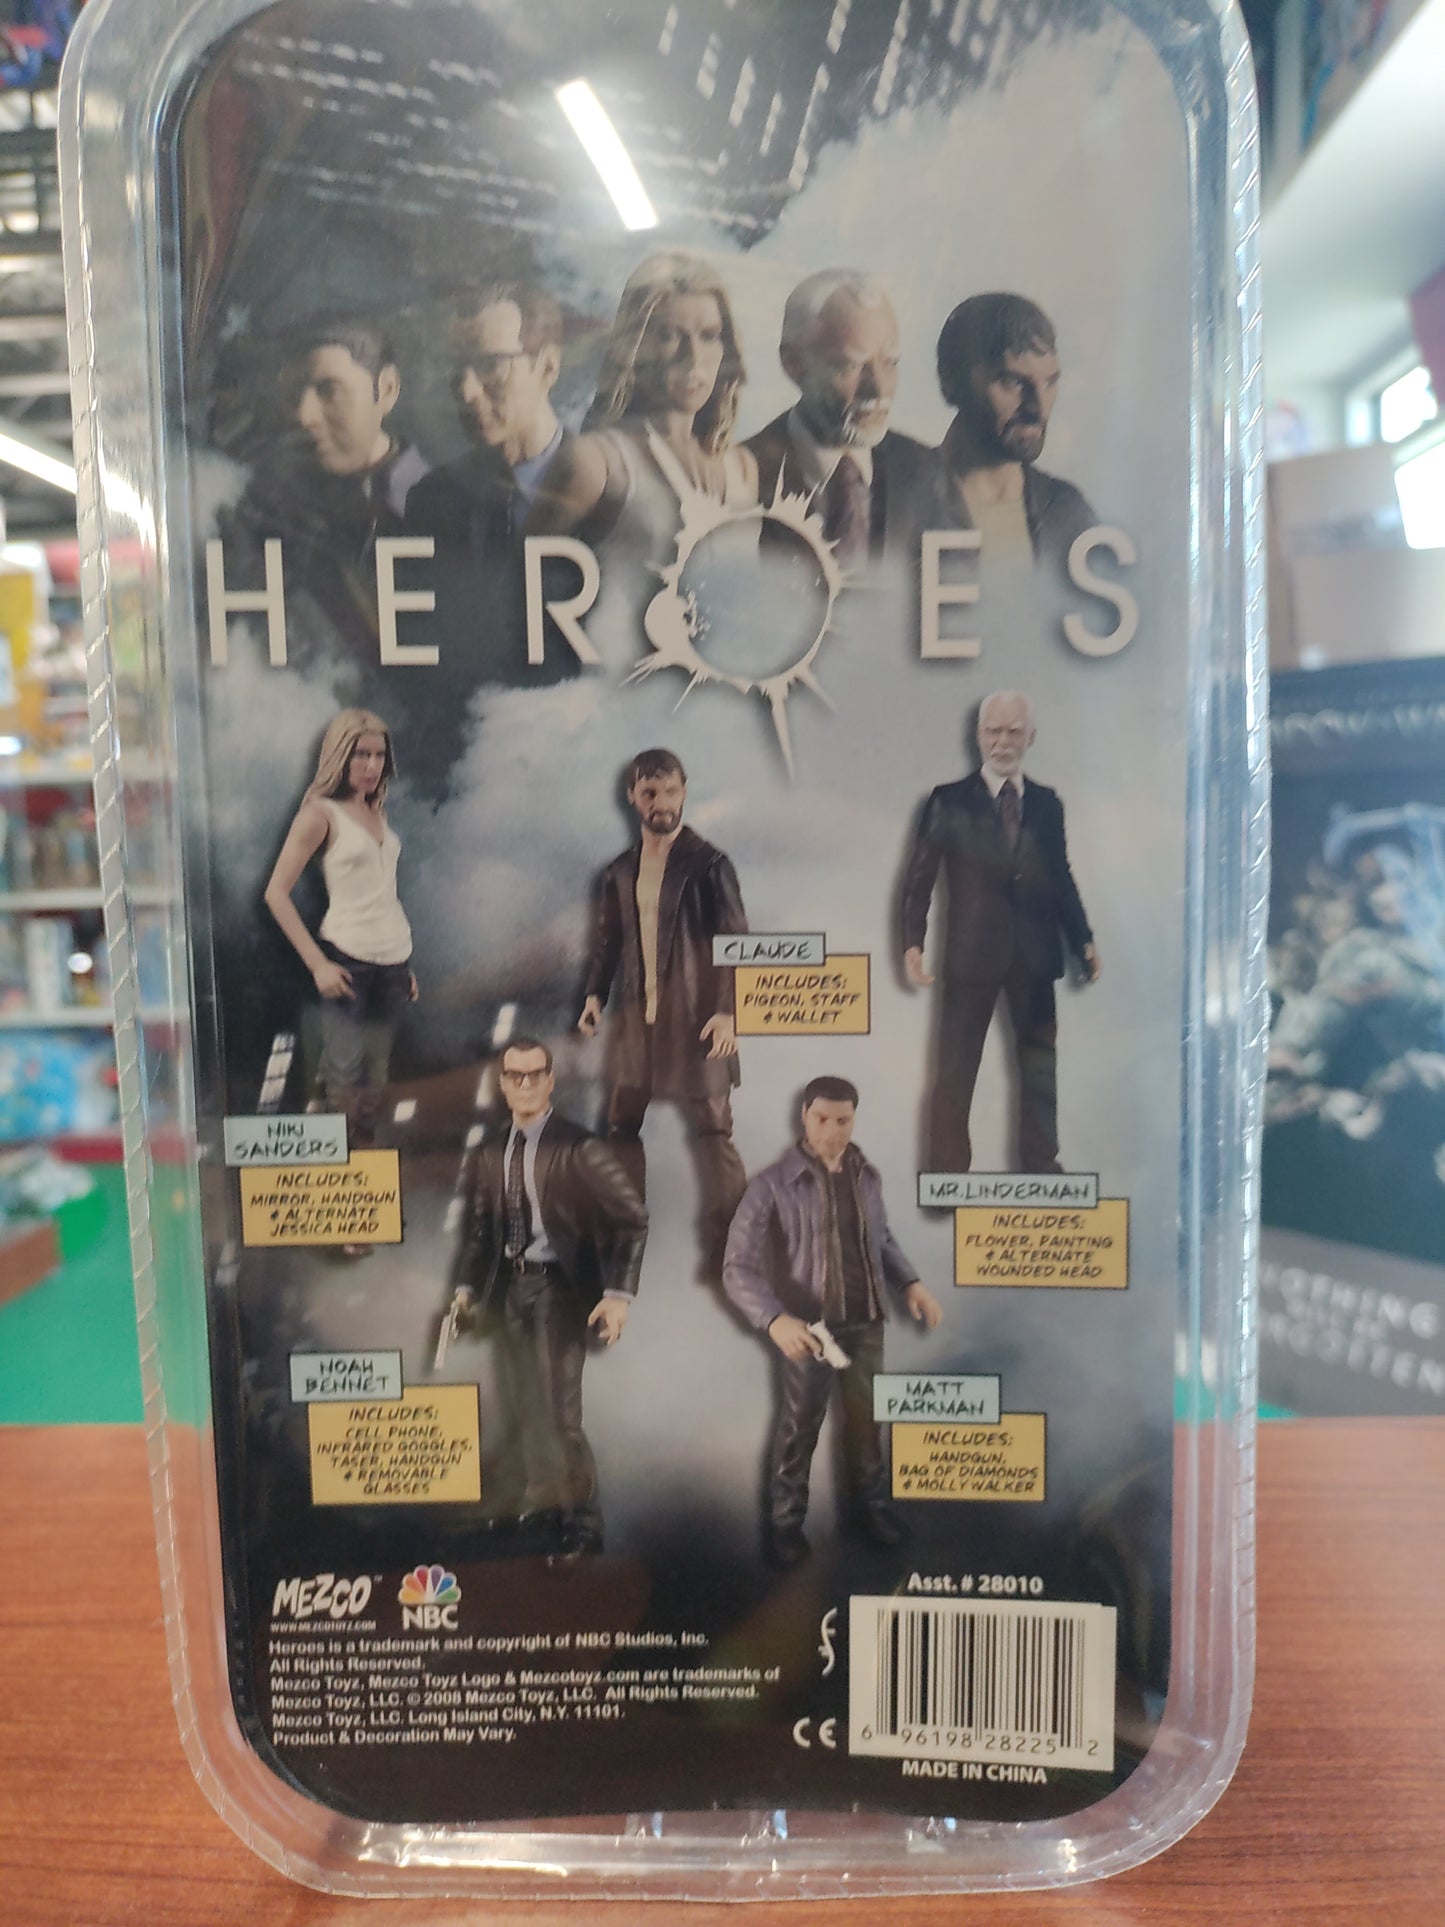 HEROES
CLAUDE
INCLUDES:
PIGEON, STAFF
& WALLET
NIKI
SANDERS
INCLUDES:
MIRROR, HANDGUN
& ALTERNATE
JESSICA HEAD
MR. LINDERMAN
INCLUDES:
FLOWER, PAINTING
& ALTERNATE
WOUNDED HEAD
NOAH
BENNET
INCLUDES:
CELL PHONE,
INFRARED GOGGLES,
TASER, HANDGUN
& REMOVABLE
GLASSES
MATT
PARKMAN
INCLUDES:
HANDGUN,
BAG OF DIAMONDS
& MOLLY WALKER
MEZCO™
WWW.MEZCOTOYZ.COM
NBC
Heroes is a trademark and copyright of NBC Studios, Inc.
All Rights Reserved.
Mezco Toyz, Mezco Toyz Logo & Mezcotoyz.com are trademarks of
Mezco Toyz, LLC. © 2008 Mezco Toyz, LLC. All Rights Reserved.
Mezco Toyz, LLC. Long Island City, N.Y. 11101.
Product & Decoration May Vary.
Asst. # 28010
CE
6 96198 28225 2
MADE IN CHINA
NOTHING